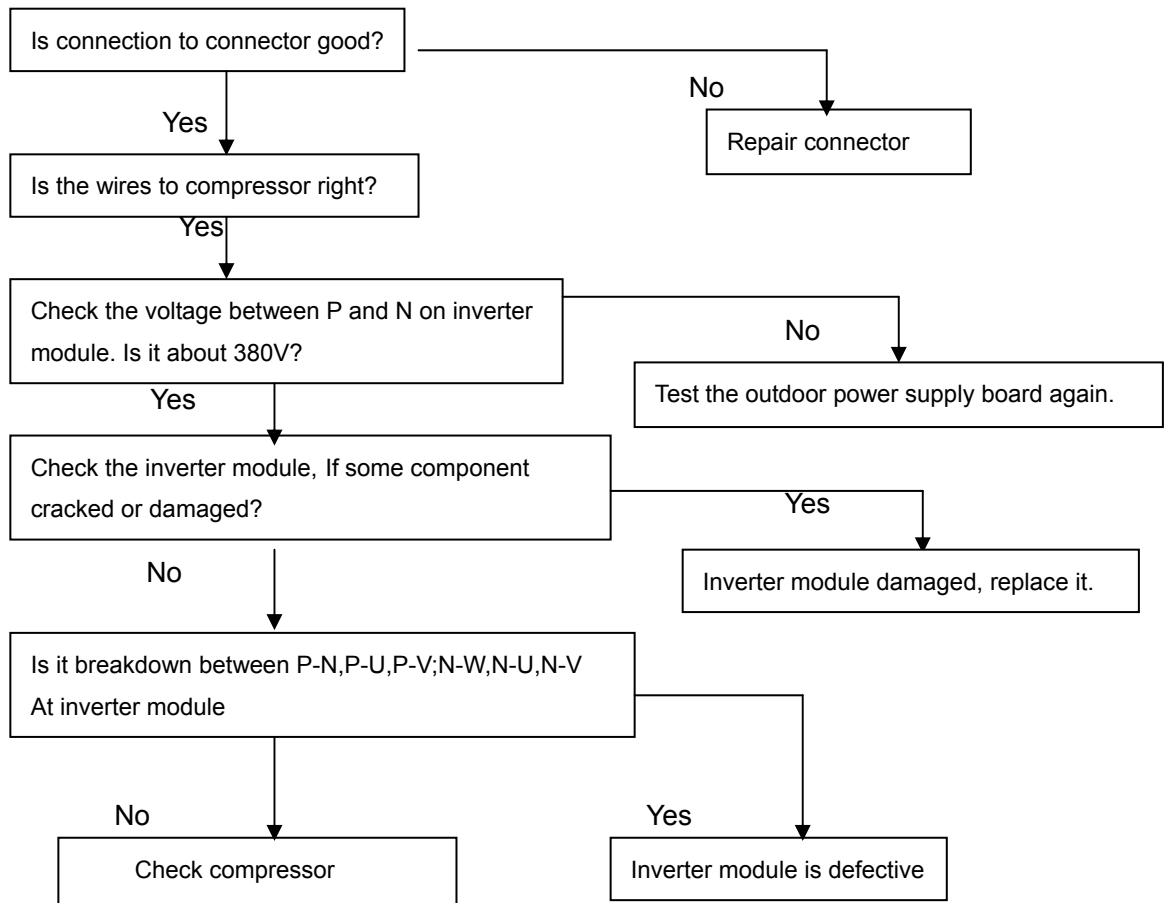 Is connection to connector good?
No
Yes
Repair connector
Is the wires to compressor right?
Yes
Check the voltage between P and N on inverter
module. Is it about 380V?
No
Yes
Test the outdoor power supply board again.
Check the inverter module, If some component
cracked or damaged?
Yes
No
Inverter module damaged, replace it.
Is it breakdown between P-N,P-U,P-V;N-W,N-U,N-V
At inverter module
No
Yes
Check compressor
Inverter module is defective